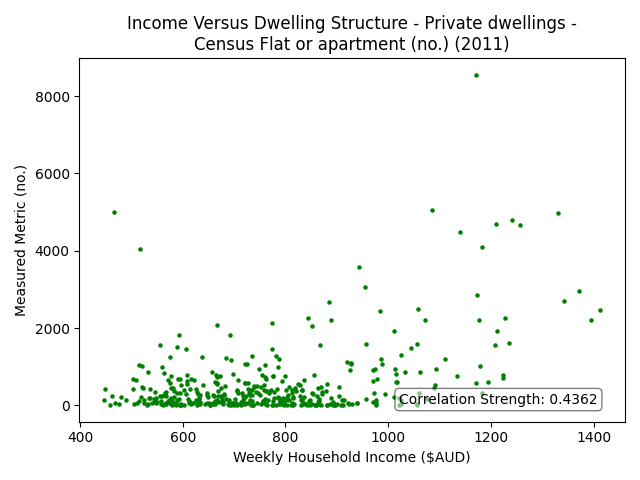 Income Versus Dwelling Structure - Private dwellings -
Census Flat or apartment (no.) (2011)
Measured Metric (no.)
8000
6000
4000
2000
0
Correlation Strength: 0.4362
400 600 800 1000 1200 1400
Weekly Household Income ($AUD)